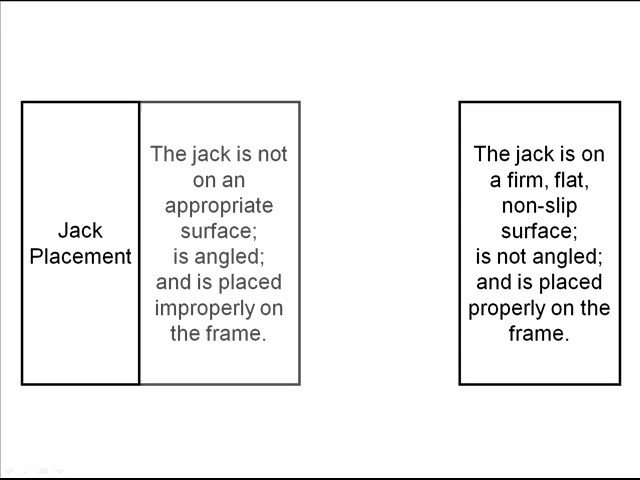 Jack
Placement
The jack is not
on an
appropriate
surface;
is angled;
and is placed
improperly on
the frame.
The jack is on
a firm, flat,
non-slip
surface;
is not angled;
and is placed
properly on the
frame.